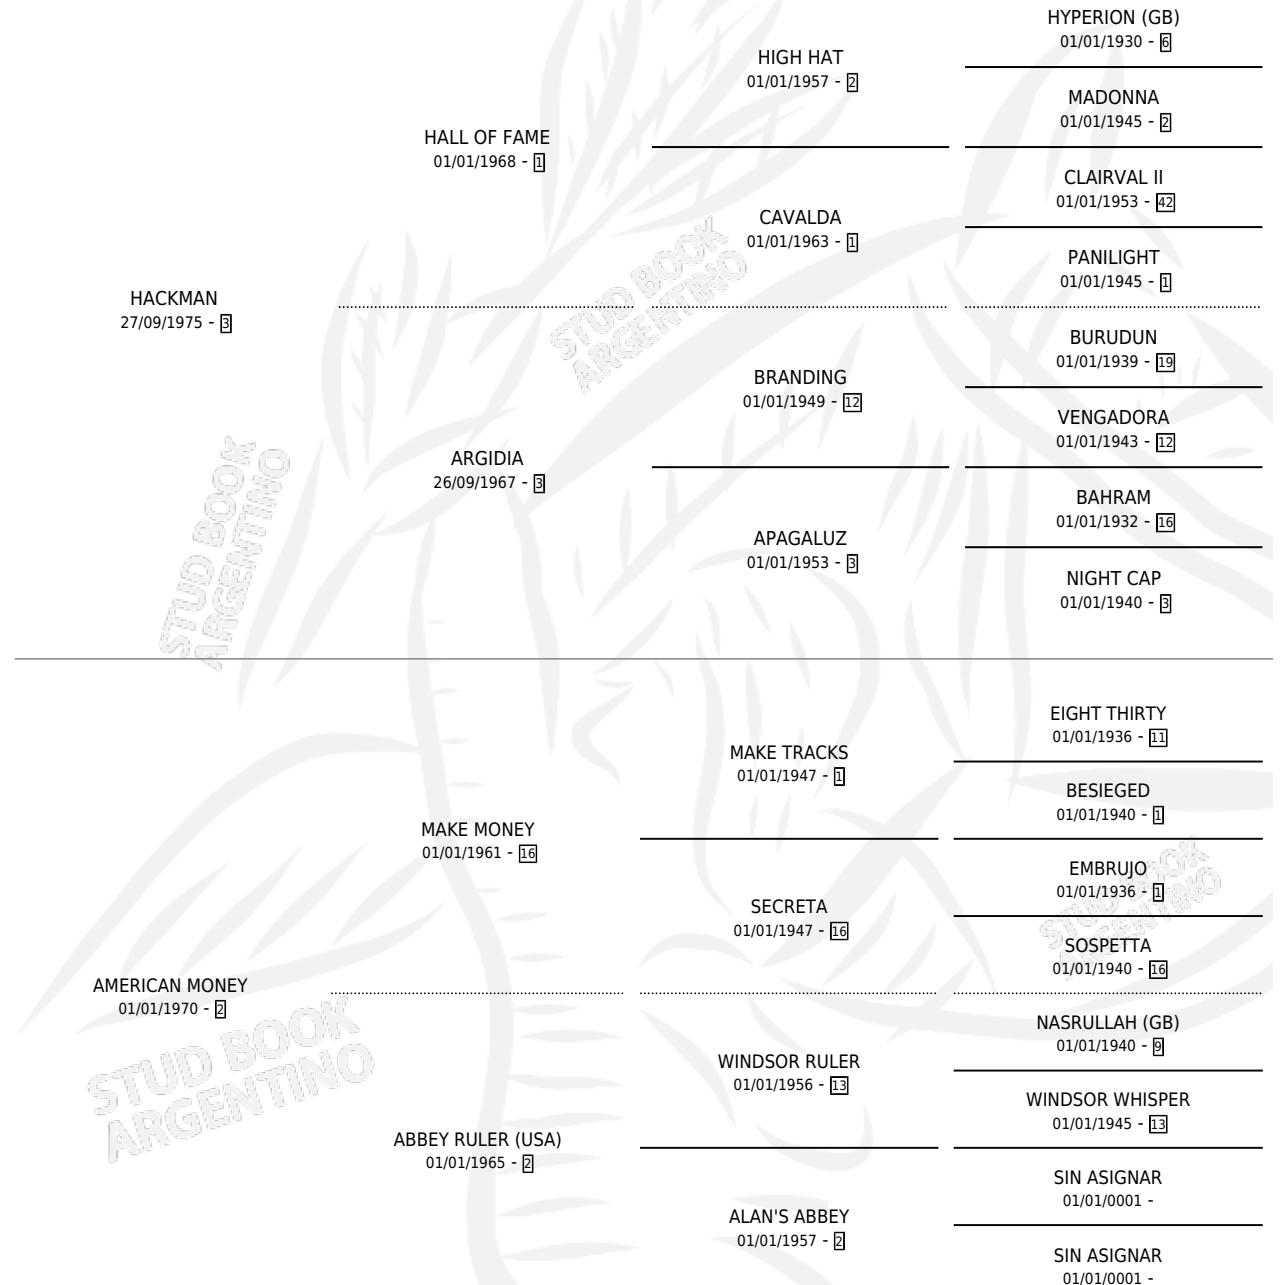 HYPERION (GB)
01/01/1930 - 6
HIGH HAT
01/01/1957 - 2
MADONNA
01/01/1945 - 2
HALL OF FAME
01/01/1968 - 1
CLAIRVAL II
01/01/1953 - 42
CAVALDA
01/01/1963 - 1
PANILIGHT
01/01/1945 - 1
HACKMAN
27/09/1975 - 3
BURUDUN
01/01/1939 - 19
BRANDING
01/01/1949 - 12
VENGADORA
01/01/1943 - 12
ARGIDIA
26/09/1967 - 3
BAHRAM
01/01/1932 - 16
APAGALUZ
01/01/1953 - 3
NIGHT CAP
01/01/1940 - 3
EIGHT THIRTY
01/01/1936 - 11
MAKE TRACKS
01/01/1947 - 1
BESIEGED
01/01/1940 - 1
MAKE MONEY
01/01/1961 - 16
EMBRUJO
01/01/1936 - 1
SECRETA
01/01/1947 - 16
SOSPETTA
01/01/1940 - 16
AMERICAN MONEY
01/01/1970 - 2
NASRULLAH (GB)
01/01/1940 - 9
WINDSOR RULER
01/01/1956 - 13
WINDSOR WHISPER
01/01/1945 - 13
ABBEY RULER (USA)
01/01/1965 - 2
SIN ASIGNAR
01/01/0001 -
ALAN'S ABBEY
01/01/1957 - 2
SIN ASIGNAR
01/01/0001 -
STUD BOOK
ARGENTINO
STUD BOOK
ARGENTINO
STUD BOOK
ARGENTINO
STUD BOOK
ARGENTINO